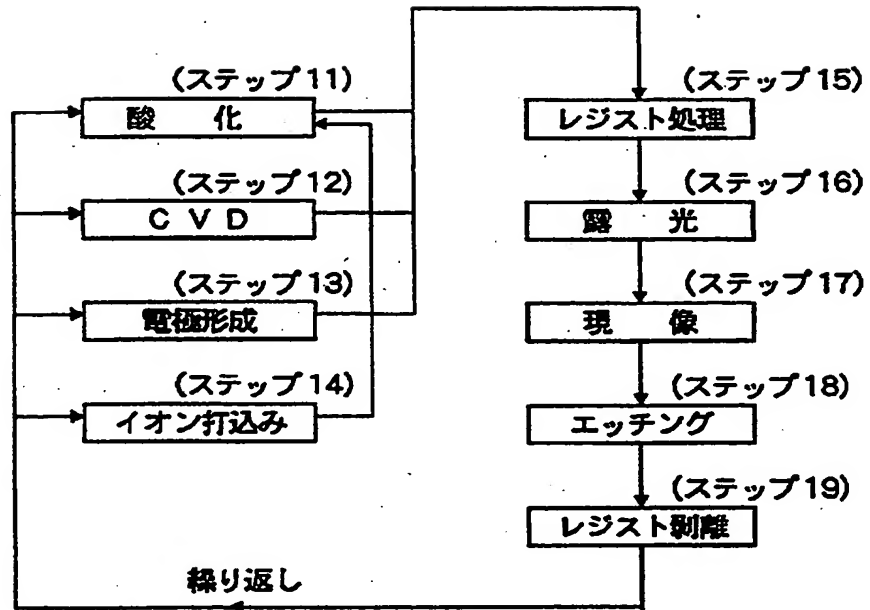 (ステップ11)
酸化
(ステップ12)
CVD
(ステップ13)
電極形成
(ステップ14)
イオン打込み
(ステップ15)
レジスト処理
(ステップ16)
露光
(ステップ17)
現像
(ステップ18)
エッチング
(ステップ19)
レジスト剥離
繰り返し